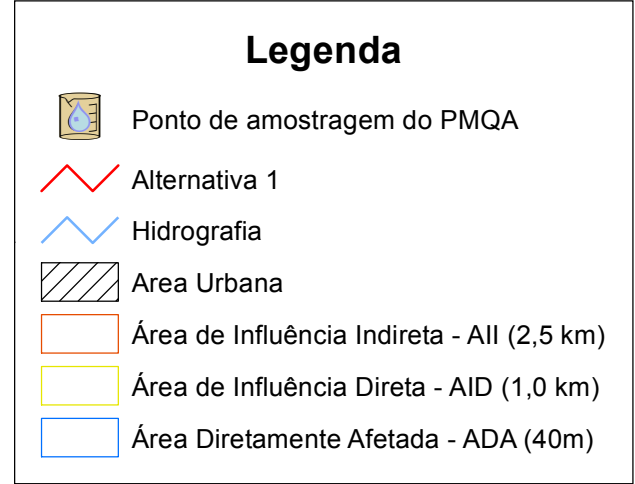 Legenda
Ponto de amostragem do PMQA
Alternativa 1
Hidrografia
Area Urbana
Área de Influência Indireta - AII (2,5 km)
Área de Influência Direta - AID (1,0 km)
Área Diretamente Afetada - ADA (40m)